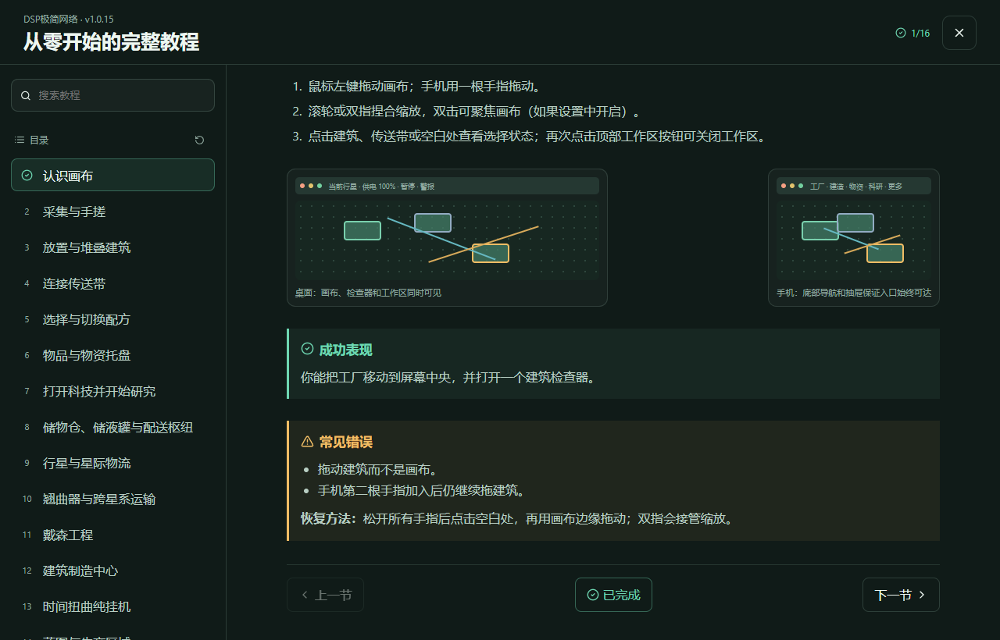 DSP极简网络 · v1.0.15
从零开始的完整教程
1/16
搜索教程
目录
认识画布
2 采集与手搓
3 放置与堆叠建筑
4 连接传送带
5 选择与切换配方
6 物品与物资托盘
7 打开科技并开始研究
8 储物仓、储液罐与配送枢纽
9 行星与星际物流
10 翘曲器与跨星系运输
11 戴森工程
12 建筑制造中心
13 时间扭曲纯挂机
1. 鼠标左键拖动画布；手机用一根手指拖动。
2. 滚轮或双指捏合缩放，双击可聚焦画布（如果设置中开启）。
3. 点击建筑、传送带或空白处查看选择状态；再次点击顶部工作区按钮可关闭工作区。
当前行星 · 供电 100% · 暂停 · 警报
桌面：画布、检查器和工作区同时可见
工厂 · 建造 · 物资 · 科研 · 更多
手机：底部导航和抽屉保证入口始终可达
成功表现
你能把工厂移动到屏幕中央，并打开一个建筑检查器。
常见错误
• 拖动建筑而不是画布。
• 手机第二根手指加入后仍继续拖建筑。
恢复方法：松开所有手指后点击空白处，再用画布边缘拖动；双指会接管缩放。
上一节
已完成
下一节